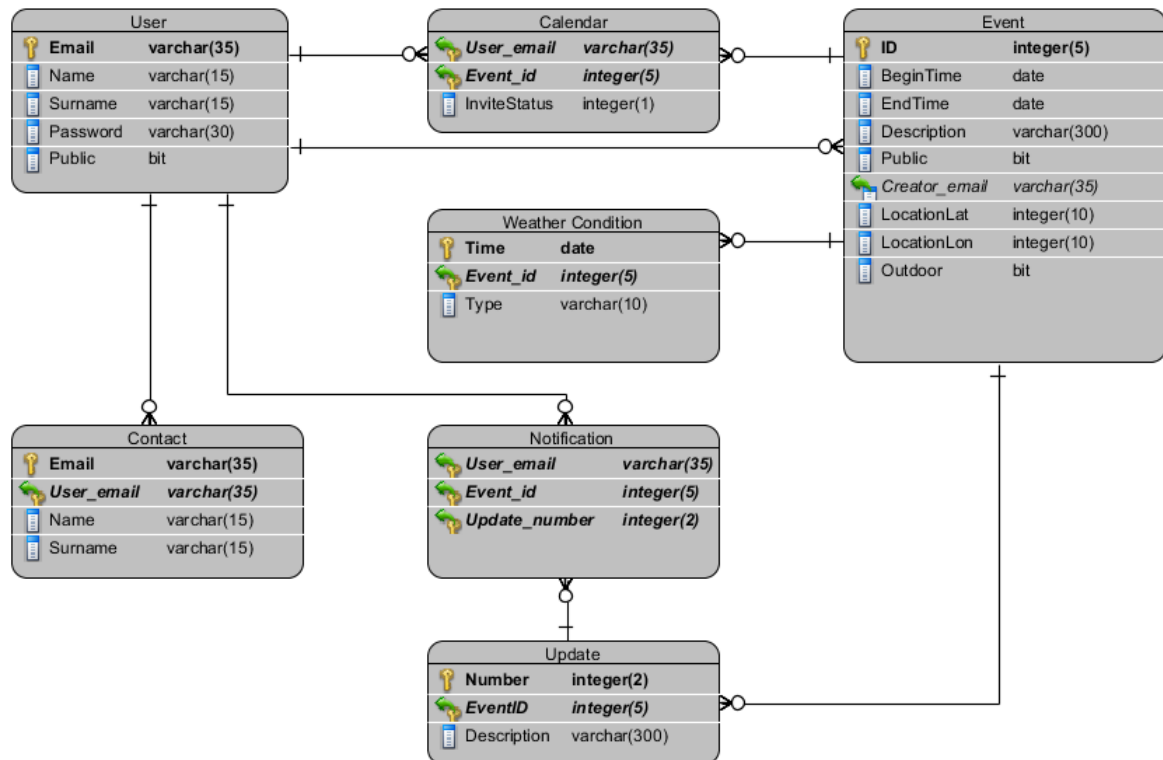 User
Email varchar(35)
Name varchar(15)
Surname varchar(15)
Password varchar(30)
Public bit
Calendar
User_email varchar(35)
Event_id integer(5)
InviteStatus integer(1)
Event
ID integer(5)
BeginTime date
EndTime date
Description varchar(300)
Public bit
Creator_email varchar(35)
LocationLat integer(10)
LocationLon integer(10)
Outdoor bit
Weather Condition
Time date
Event_id integer(5)
Type varchar(10)
Contact
Email varchar(35)
User_email varchar(35)
Name varchar(15)
Surname varchar(15)
Notification
User_email varchar(35)
Event_id integer(5)
Update_number integer(2)
Update
Number integer(2)
EventID integer(5)
Description varchar(300)